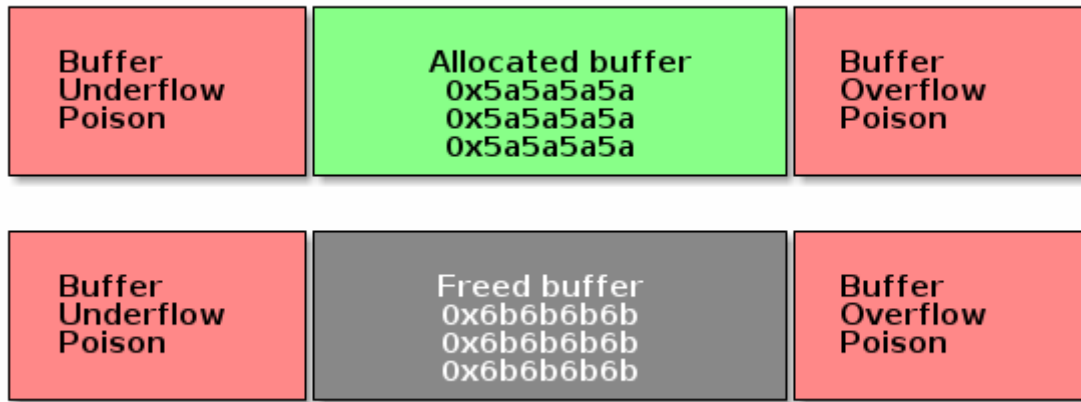 Buffer
Underflow
Poison
Allocated buffer
0x5a5a5a5a
0x5a5a5a5a
0x5a5a5a5a
Buffer
Overflow
Poison
Buffer
Underflow
Poison
Freed buffer
0x6b6b6b6b
0x6b6b6b6b
0x6b6b6b6b
Buffer
Overflow
Poison